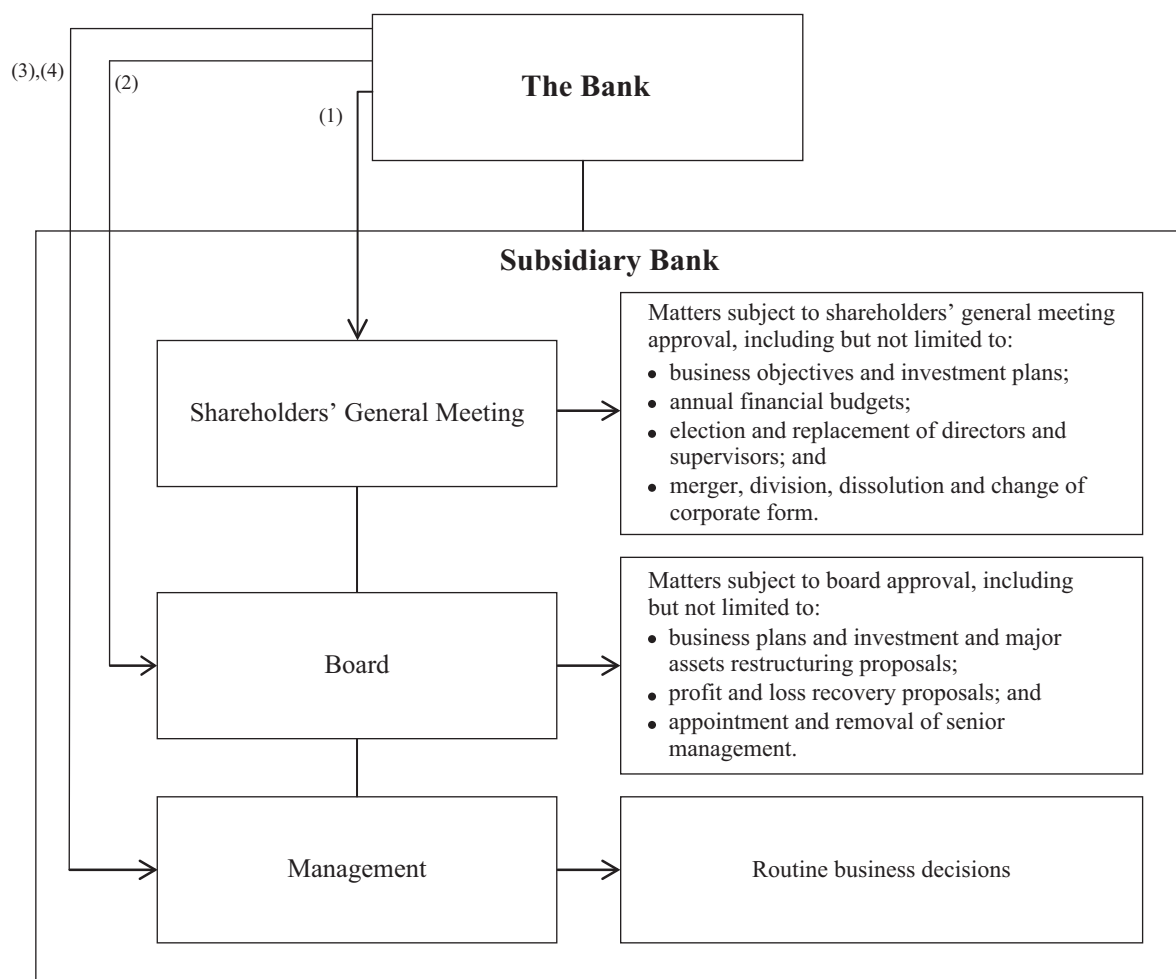 The Bank
(3),(4)
(2)
(1)
Subsidiary Bank
Shareholders’ General Meeting
Matters subject to shareholders’ general meeting
approval, including but not limited to:
• business objectives and investment plans;
• annual financial budgets;
• election and replacement of directors and
supervisors; and
• merger, division, dissolution and change of
corporate form.
Board
Matters subject to board approval, including
but not limited to:
• business plans and investment and major
assets restructuring proposals;
• profit and loss recovery proposals; and
• appointment and removal of senior
management.
Management
Routine business decisions